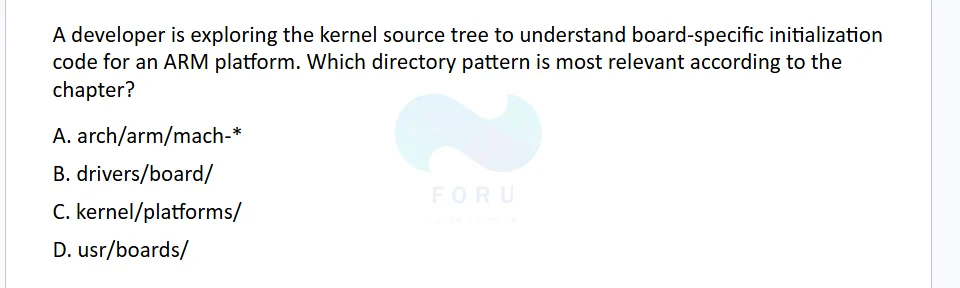 A developer is exploring the kernel source tree to understand board-specific initialization
code for an ARM platform. Which directory pattern is most relevant according to the
chapter?
A. arch/arm/mach-*
B. drivers/board/
FORU
C. kernel/platforms/
D. usr/boards/